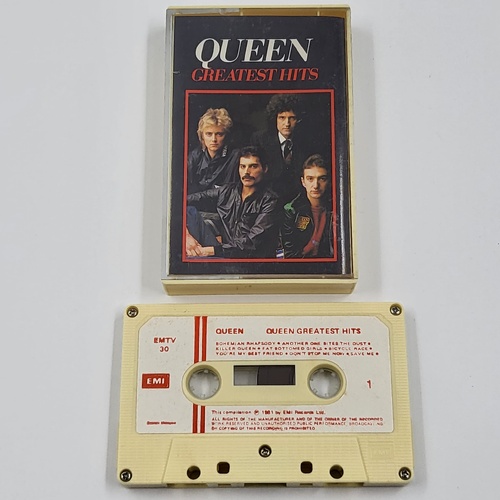 QUEEN
GREATEST HITS
QUEEN QUEEN GREATEST HITS
EMTV
30
BOHEMIAN RHAPSODY • ANOTHER ONE BITES THE DUST •
KILLER QUEEN • FAT BOTTOMED GIRLS • BICYCLE RACE •
YOU'RE MY BEST FRIEND • DON'T STOP ME NOW • SAVE ME •
EMI
1
This compilation ℗ 1981 by EMI Records Ltd.
ALL RIGHTS OF THE MANUFACTURER AND OF THE OWNER OF THE RECORDED
WORK RESERVED AND UNAUTHORISED PUBLIC PERFORMANCE, BROADCASTING
COPYING OF THIS RECORDING IS PROHIBITED.